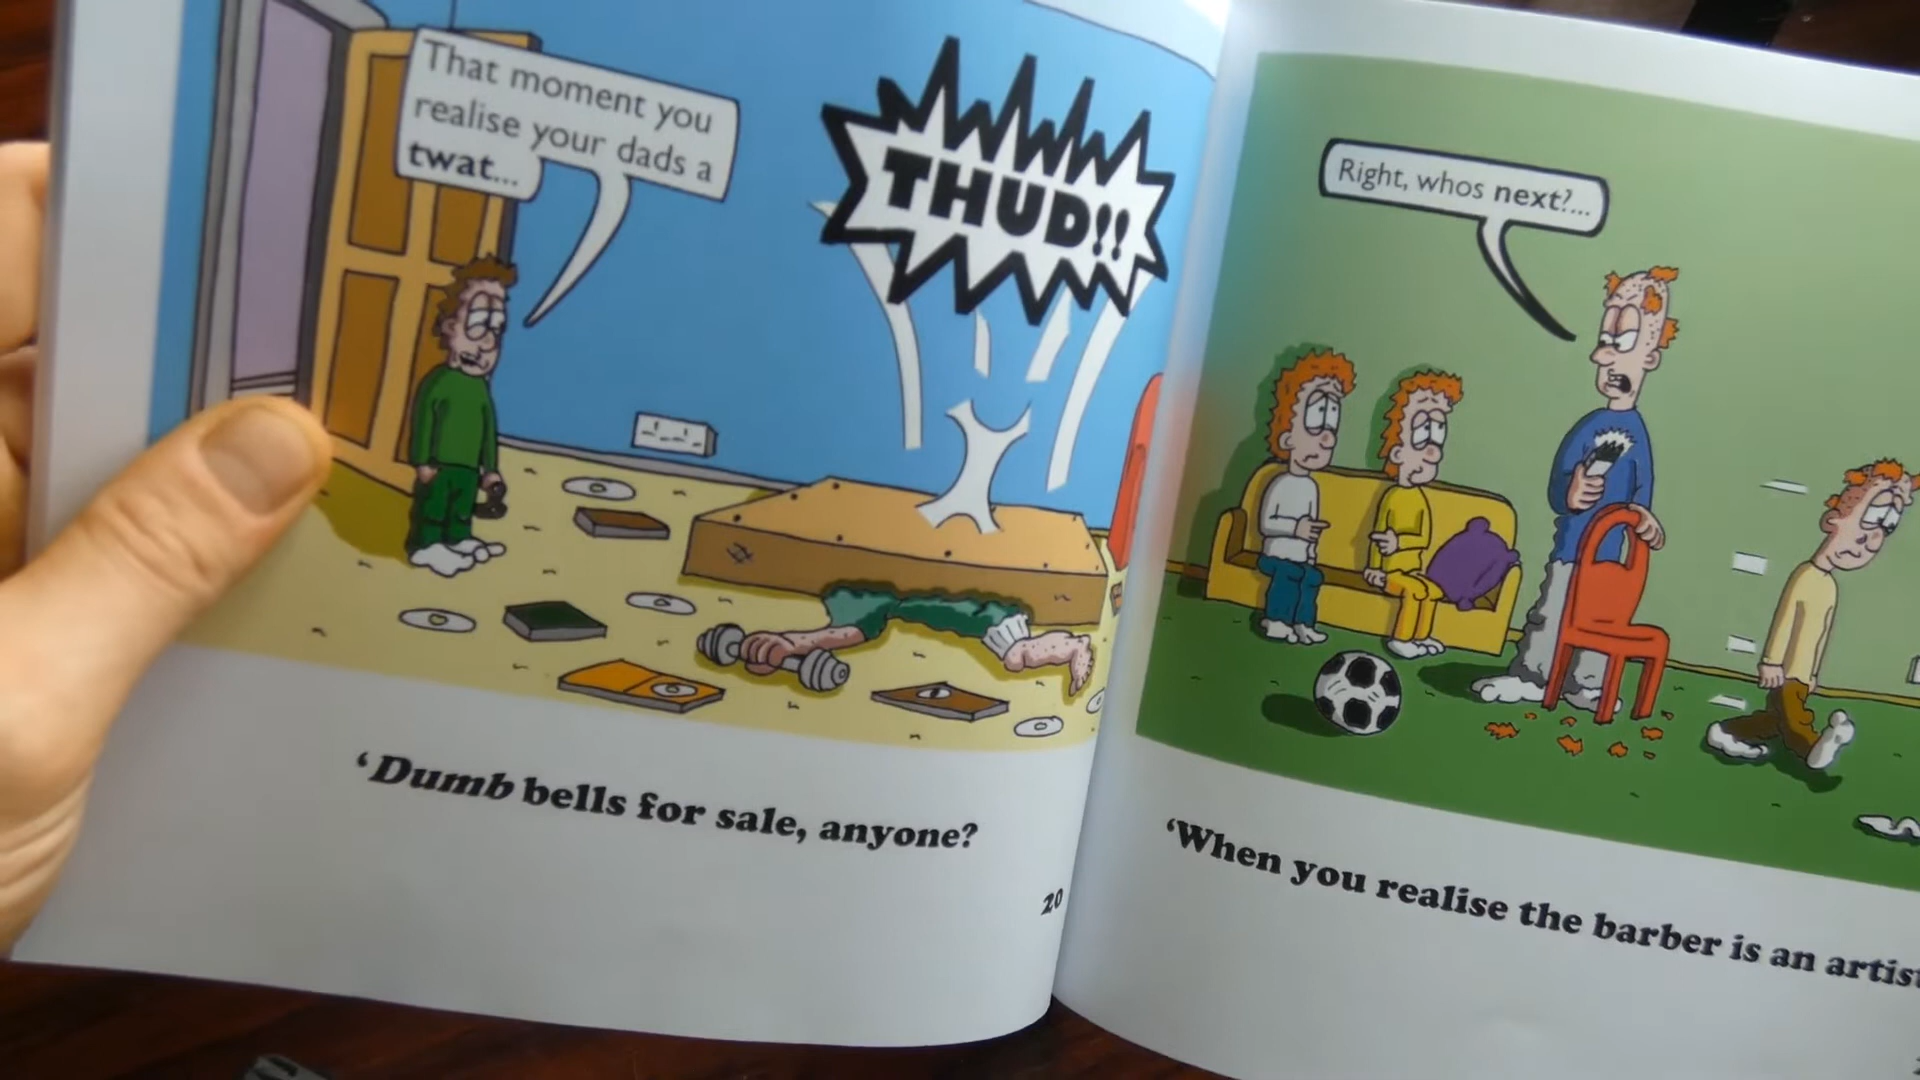 That moment you
realise your dads a
twat...
THUD!!
‘Dumb bells for sale, anyone?
20
Right, whos next?...
‘When you realise the barber is an artist